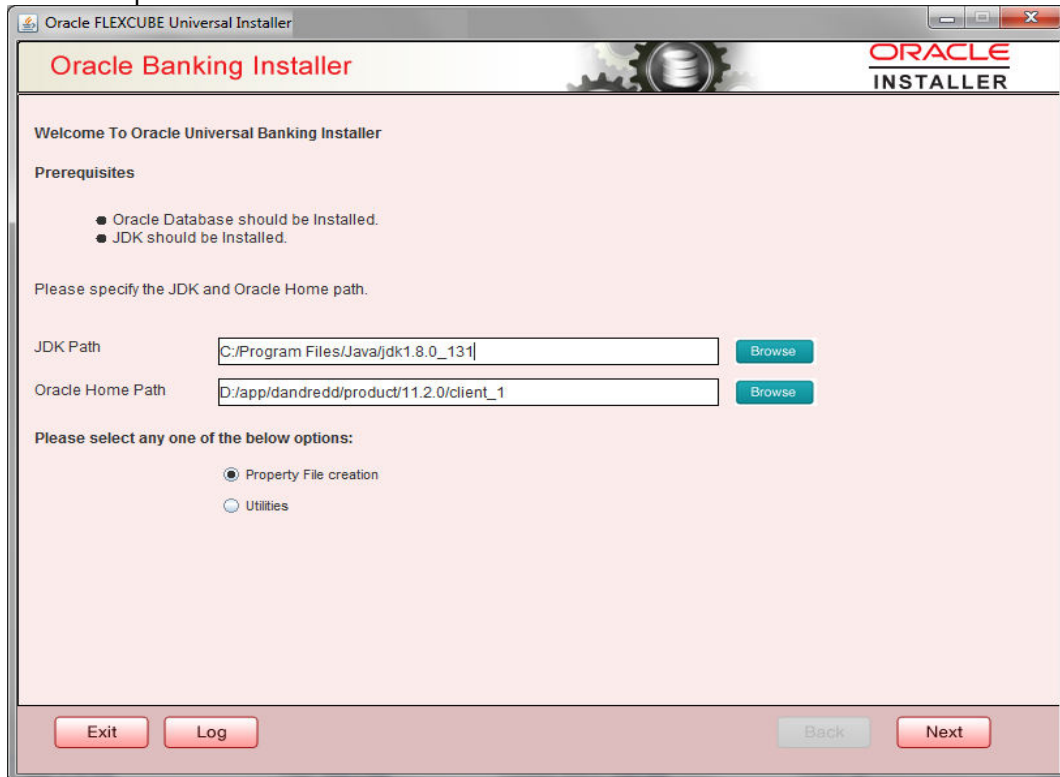 Oracle FLEXCUBE Universal Installer
Oracle Banking Installer
ORACLE
INSTALLER
Welcome To Oracle Universal Banking Installer
Prerequisites
Oracle Database should be Installed.
JDK should be Installed.
Please specify the JDK and Oracle Home path.
JDK Path C:/Program Files/Java/jdk1.8.0_131 Browse
Oracle Home Path D:/app/dandredd/product/11.2.0/client_1 Browse
Please select any one of the below options:
Property File creation
Utilities
Exit Log Back Next